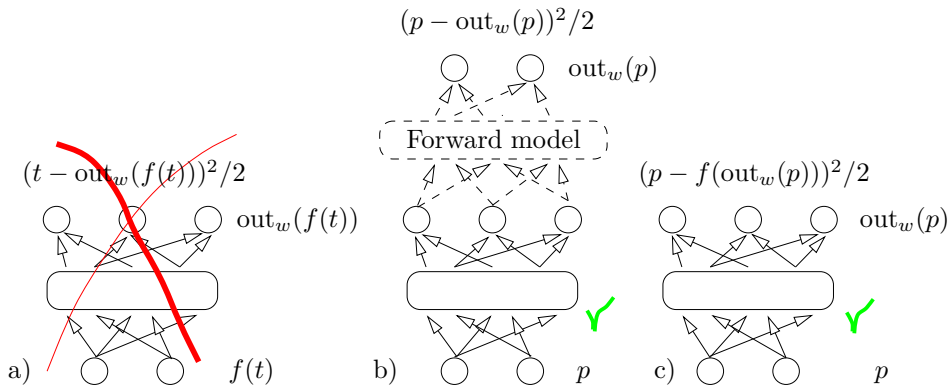 (p − out_w(p))²/2
out_w(p)
Forward model
(t − out_w(f(t)))²/2
(p − f(out_w(p)))²/2
out_w(f(t))
out_w(p)
a)
f(t)
b)
p
c)
p